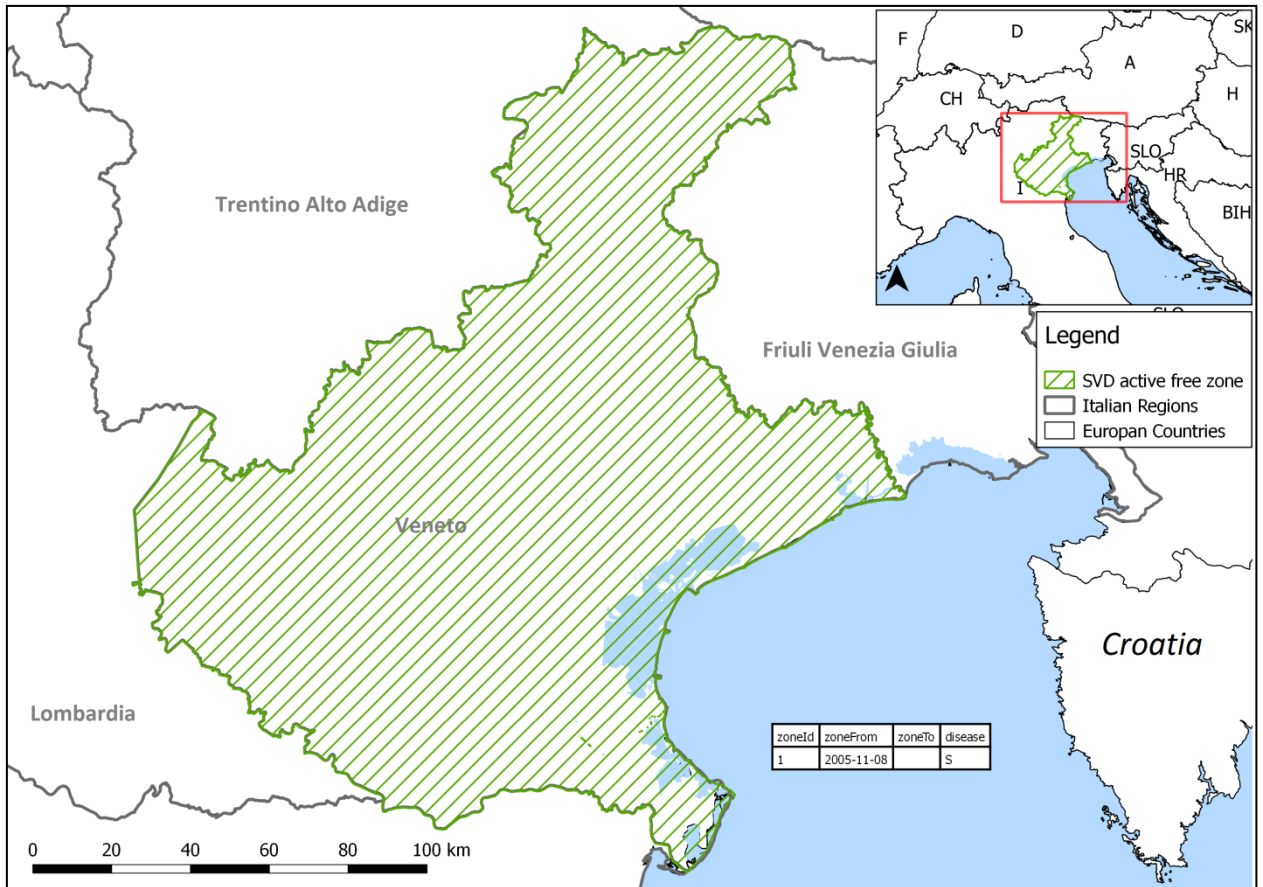 F
D
CZ
SK
A
CH
H
SLO
HR
I
BIH
Trentino Alto Adige
Friuli Venezia Giulia
Legend
SVD active free zone
Italian Regions
Europan Countries
Veneto
Croatia
Lombardia
zoneId zoneFrom zoneTo disease
1 2005-11-08 S
0 20 40 60 80 100 km